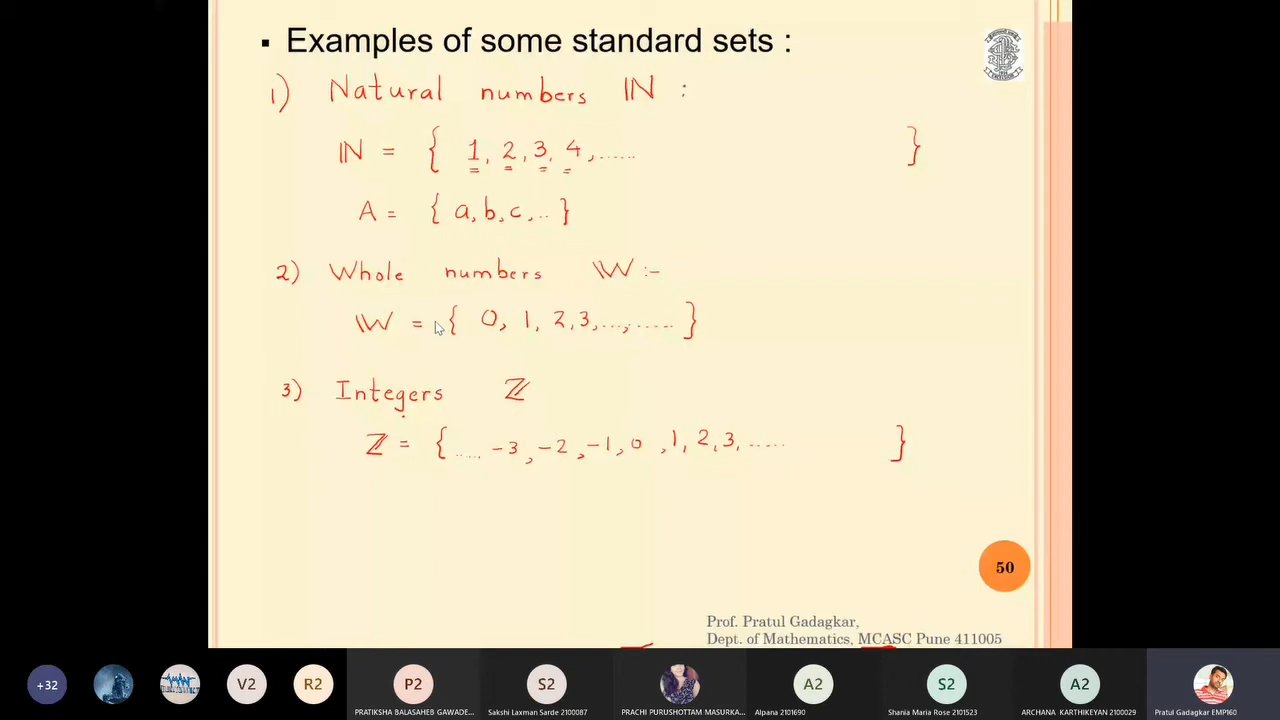 ▪ Examples of some standard sets :
1) Natural numbers ℕ :
ℕ = { 1, 2, 3, 4, ...... }
A = { a, b, c, .. }
2) Whole numbers 𝕎 :-
𝕎 = { 0, 1, 2, 3, ..., ....... }
3) Integers ℤ
ℤ = { ....., -3, -2, -1, 0, 1, 2, 3, ...... }
50
Prof. Pratul Gadagkar,
Dept. of Mathematics, MCASC Pune 411005
+32 V2 R2 P2 S2 A2 S2 A2
PRATIKSHA BALASAHEB GAWADE... Sakshi Laxman Sarde 2100087 PRACHI PURUSHOTTAM MASURKA... Alpana 2101690 Shania Maria Rose 2101523 ARCHANA KARTHIKEYAN 2100029 Pratul Gadagkar EMP160